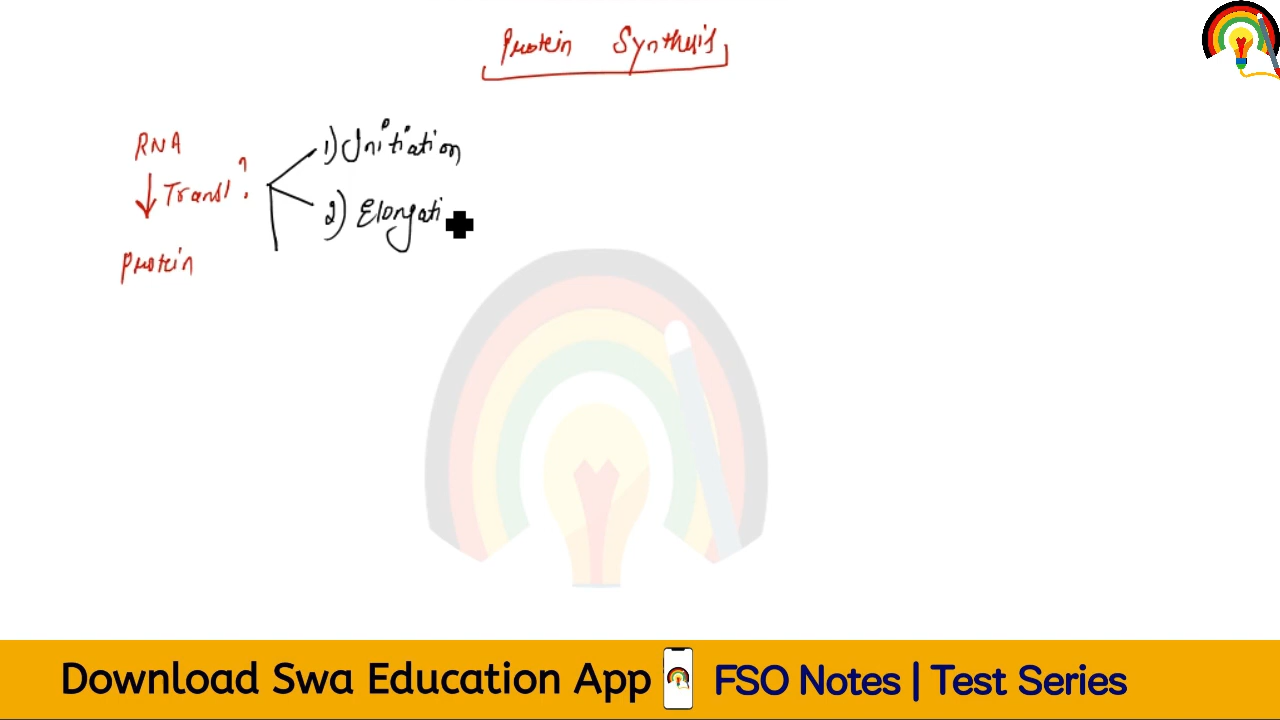 Protein Synthesis
RNA
↓ Transl?
Protein
1) Initiation
2) Elongati
Download Swa Education App FSO Notes | Test Series